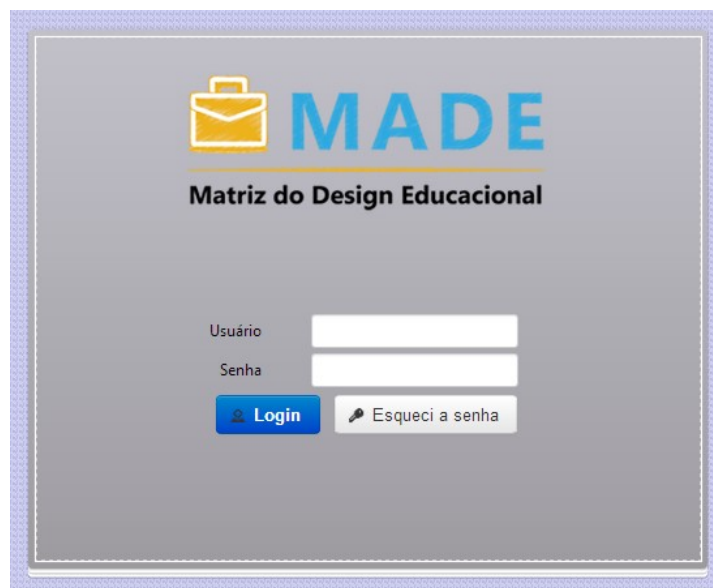 MADE
Matriz do Design Educacional
Usuário
Senha
Login Esqueci a senha